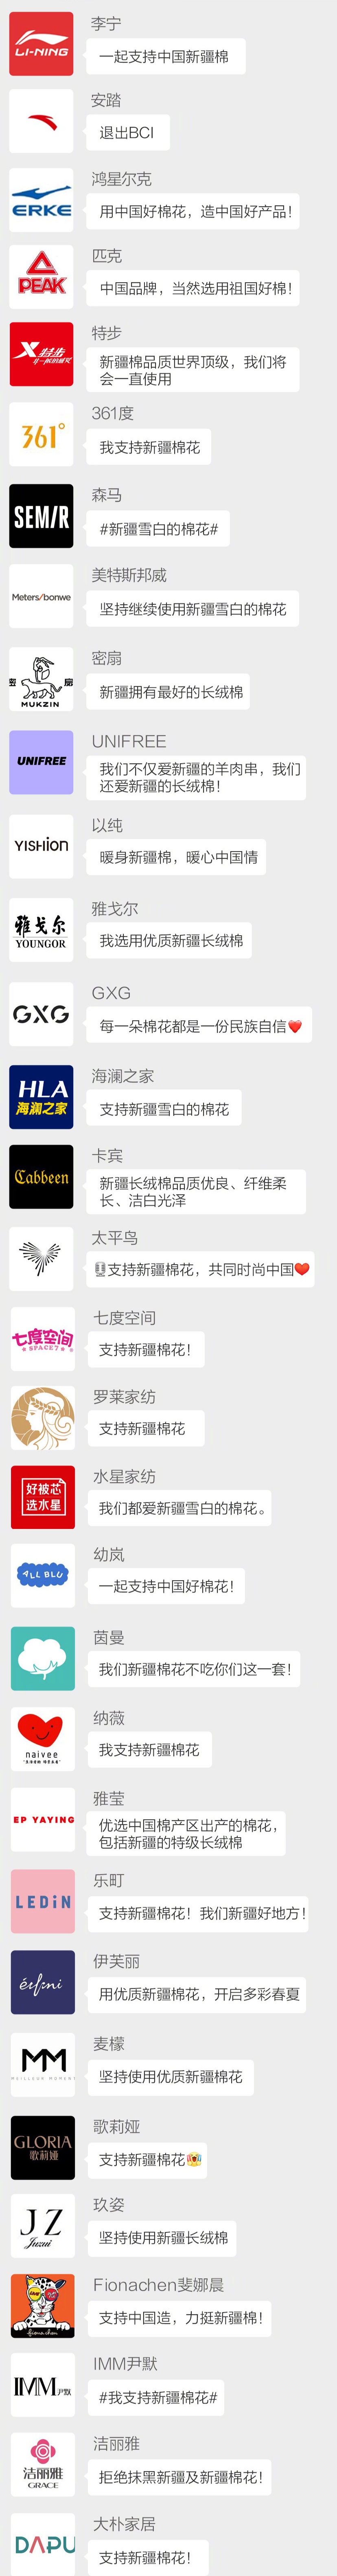 LI-NING
李宁
一起支持中国新疆棉
安踏
退出BCI
ERKE
鸿星尔克
用中国好棉花，造中国好产品！
PEAK
匹克
中国品牌，当然选用祖国好棉！
特步
特步
新疆棉品质世界顶级，我们将
会一直使用
361°
361度
我支持新疆棉花
SEMIR
森马
#新疆雪白的棉花#
Meters/bonwe
美特斯邦威
坚持继续使用新疆雪白的棉花
密扇
MUKZIN
密扇
新疆拥有最好的长绒棉
UNIFREE
UNIFREE
我们不仅爱新疆的羊肉串，我们
还爱新疆的长绒棉！
YISHION
以纯
暖身新疆棉，暖心中国情
雅戈尔
YOUNGOR
雅戈尔
我选用优质新疆长绒棉
GXG
GXG
每一朵棉花都是一份民族自信❤️
HLA
海澜之家
海澜之家
支持新疆雪白的棉花
Cabbeen
卡宾
新疆长绒棉品质优良、纤维柔
长、洁白光泽
太平鸟
支持新疆棉花，共同时尚中国❤️
七度空间
SPACE7
七度空间
支持新疆棉花！
罗莱家纺
支持新疆棉花
好被芯
选水星
水星家纺
我们都爱新疆雪白的棉花。
ALL BLU
幼岚
一起支持中国好棉花！
茵曼
我们新疆棉花不吃你们这一套！
naivee
纳薇
我支持新疆棉花
EP YAYING
雅莹
优选中国棉产区出产的棉花，
包括新疆的特级长绒棉
LEDiN
乐町
支持新疆棉花！我们新疆好地方！
érfini
伊芙丽
用优质新疆棉花，开启多彩春夏
MM
MEILLEUR MOMENT
麦檬
坚持使用优质新疆棉花
GLORIA
歌莉娅
歌莉娅
支持新疆棉花
JZ
Juzui
玖姿
坚持使用新疆长绒棉
fiona chen
Fionachen斐娜晨
支持中国造，力挺新疆棉！
IMM尹默
IMM尹默
#我支持新疆棉花#
洁丽雅
GRACE
洁丽雅
拒绝抹黑新疆及新疆棉花！
DAPU
大朴家居
支持新疆棉花！